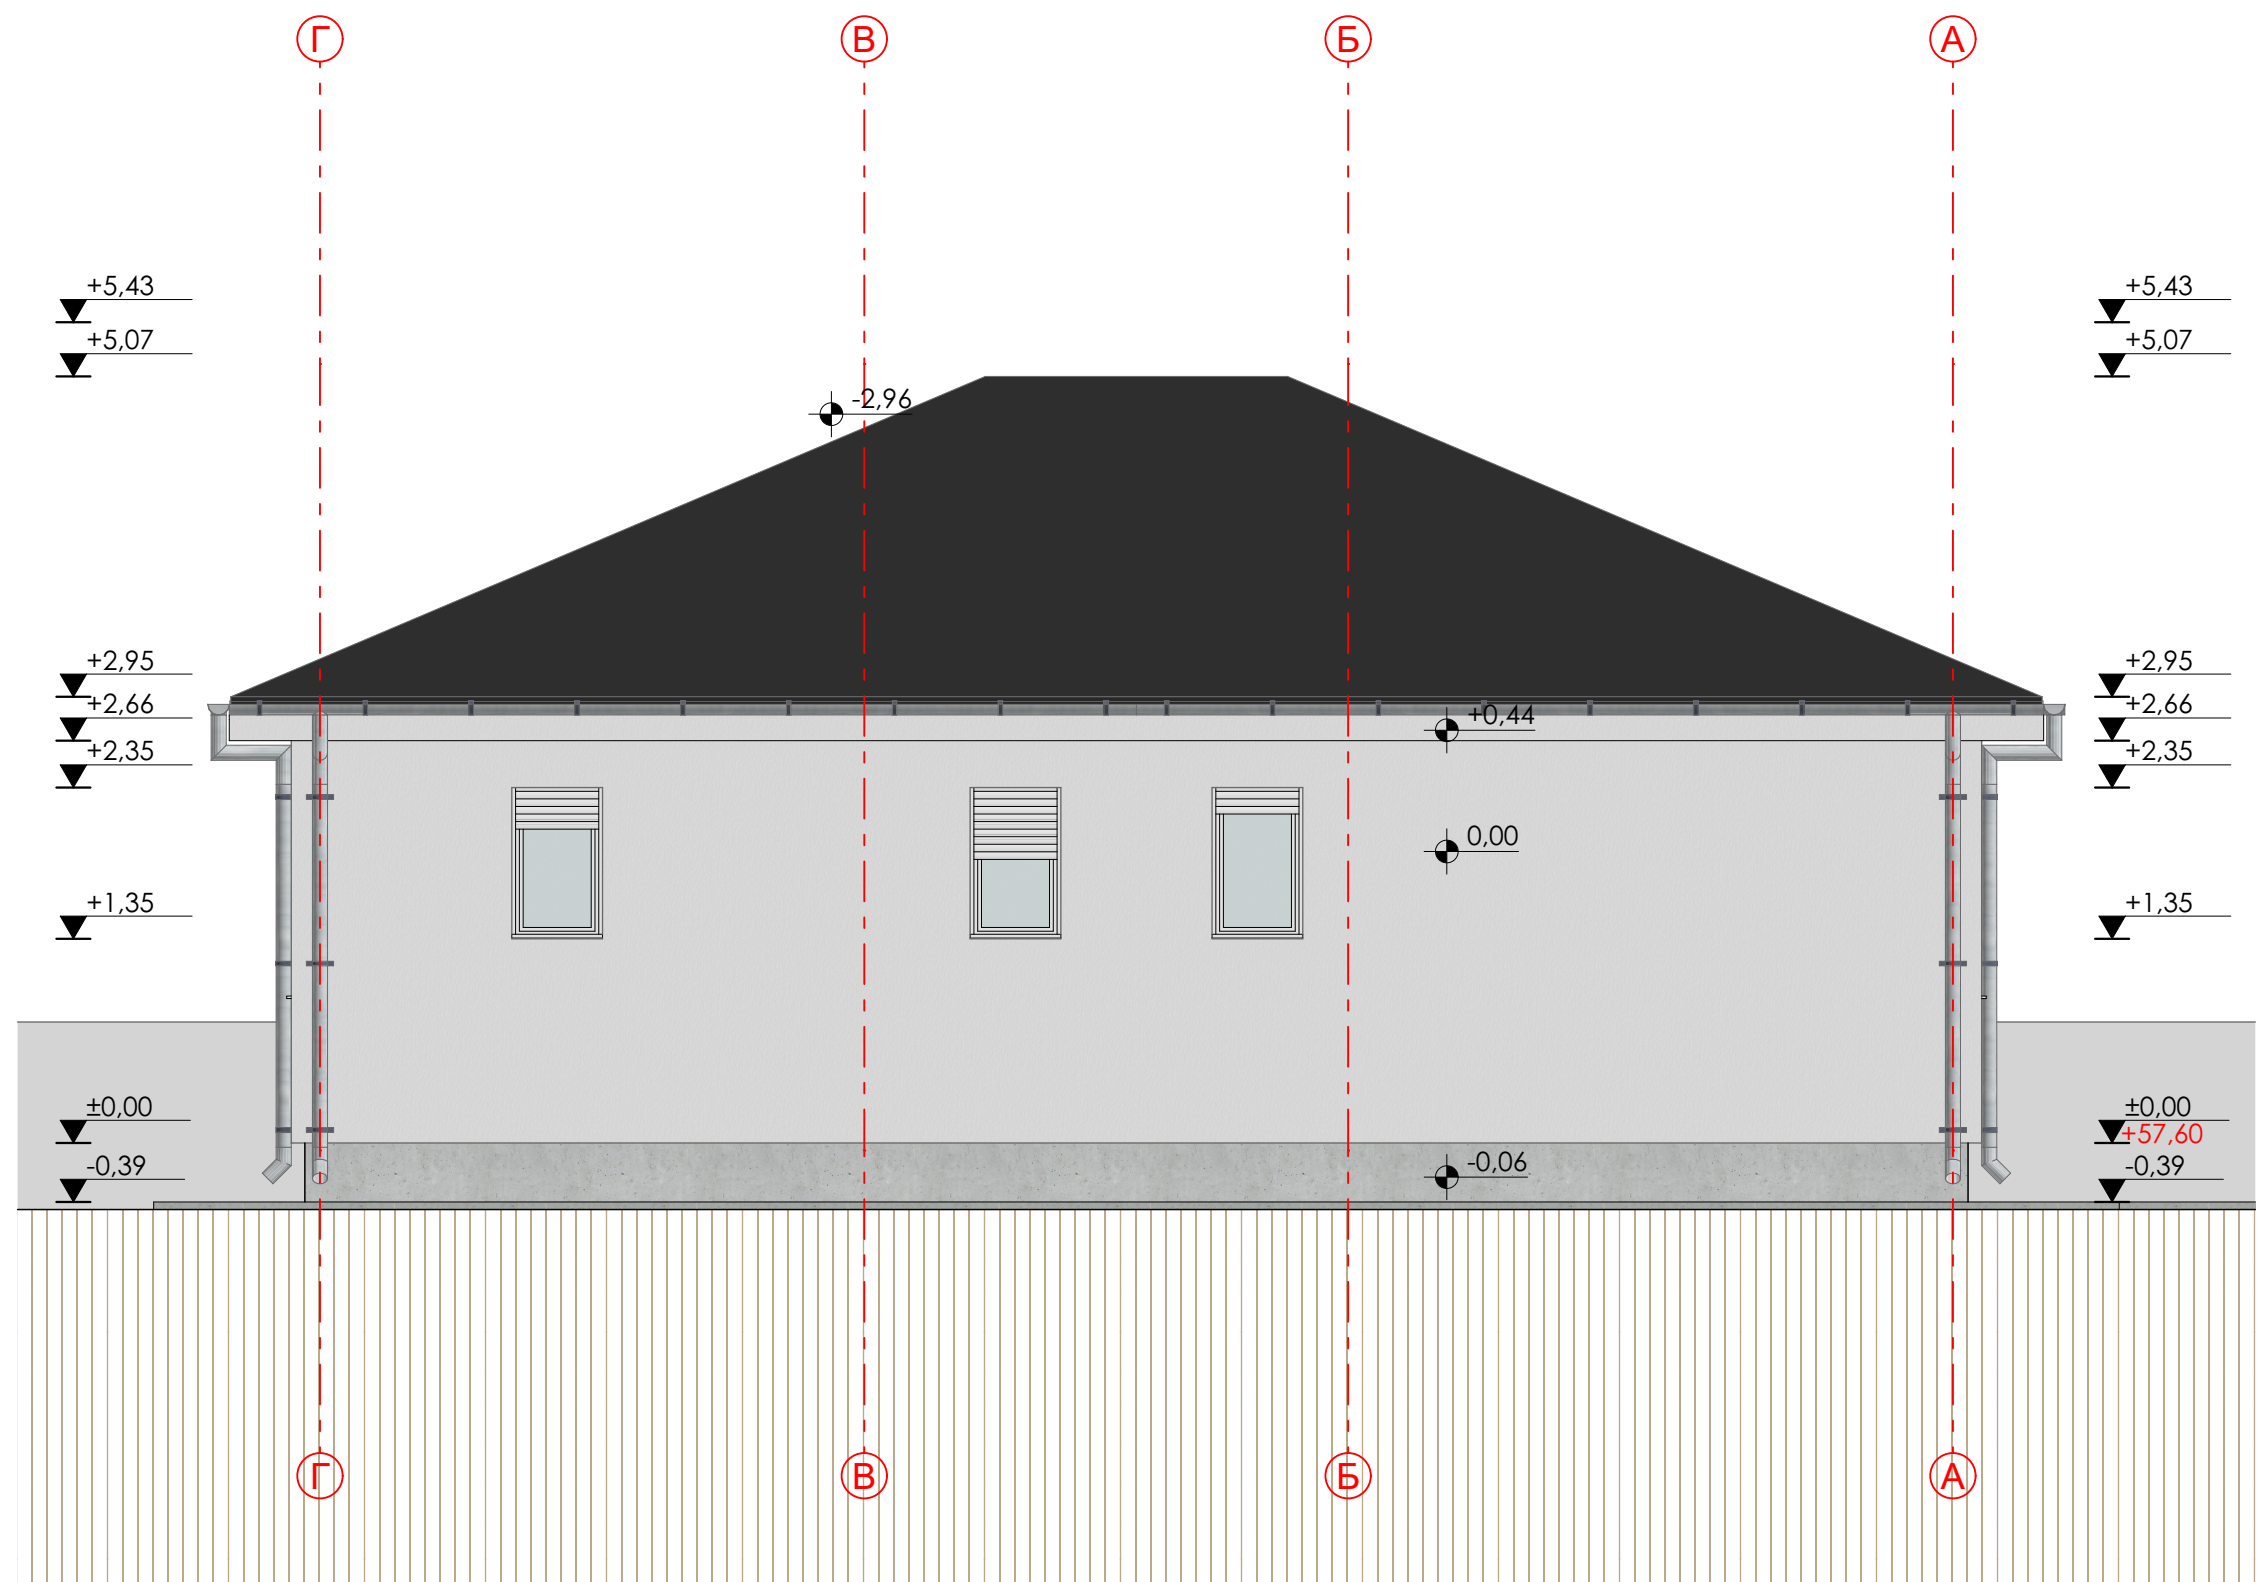 Г В Б А
+5,43 +5,43
+5,07 +5,07
-2,96
+2,95 +2,95
+2,66 +0,44 +2,66
+2,35 +2,35
0,00
+1,35 +1,35
±0,00 ±0,00
+57,60
-0,39 -0,06 -0,39
Г В Б А